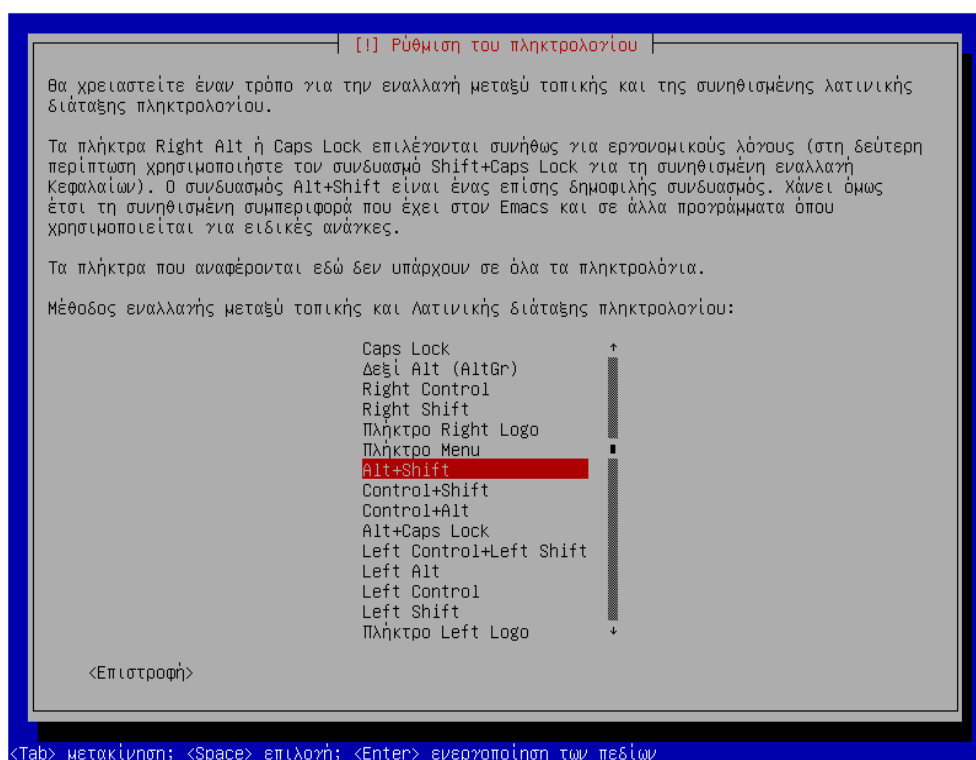 [!] Ρύθμιση του πληκτρολογίου
Θα χρειαστείτε έναν τρόπο για την εναλλαγή μεταξύ τοπικής και της συνηθισμένης λατινικής
διάταξης πληκτρολογίου.
Τα πλήκτρα Right Alt ή Caps Lock επιλέγονται συνήθως για εργονομικούς λόγους (στη δεύτερη
περίπτωση χρησιμοποιήστε τον συνδυασμό Shift+Caps Lock για τη συνηθισμένη εναλλαγή
Κεφαλαίων). Ο συνδυασμός Alt+Shift είναι ένας επίσης δημοφιλής συνδυασμός. Χάνει όμως
έτσι τη συνηθισμένη συμπεριφορά που έχει στον Emacs και σε άλλα προγράμματα όπου
χρησιμοποιείται για ειδικές ανάγκες.
Τα πλήκτρα που αναφέρονται εδώ δεν υπάρχουν σε όλα τα πληκτρολόγια.
Μέθοδος εναλλαγής μεταξύ τοπικής και Λατινικής διάταξης πληκτρολογίου:
Caps Lock
Δεξί Alt (AltGr)
Right Control
Right Shift
Πλήκτρο Right Logo
Πλήκτρο Menu
Alt+Shift
Control+Shift
Control+Alt
Alt+Caps Lock
Left Control+Left Shift
Left Alt
Left Control
Left Shift
Πλήκτρο Left Logo
<Επιστροφή>
<Tab> μετακίνηση; <Space> επιλογή; <Enter> ενεργοποίηση των πεδίων